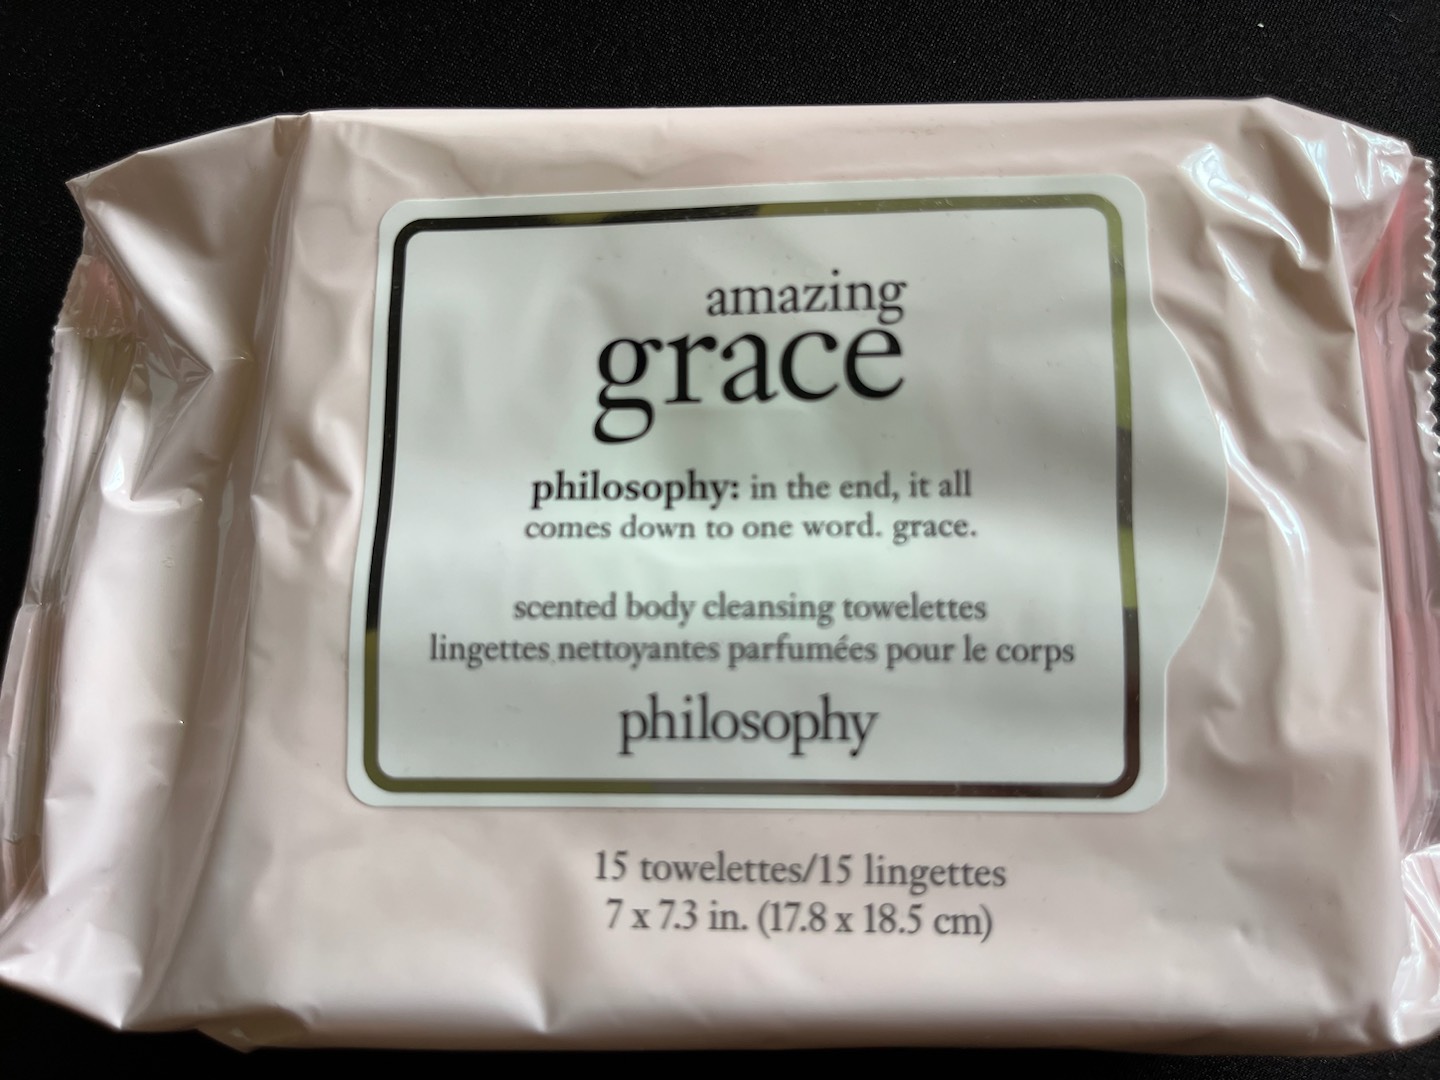 amazing
grace
philosophy: in the end, it all
comes down to one word. grace.
scented body cleansing towelettes
lingettes nettoyantes parfumées pour le corps
philosophy
15 towelettes/15 lingettes
7 x 7.3 in. (17.8 x 18.5 cm)